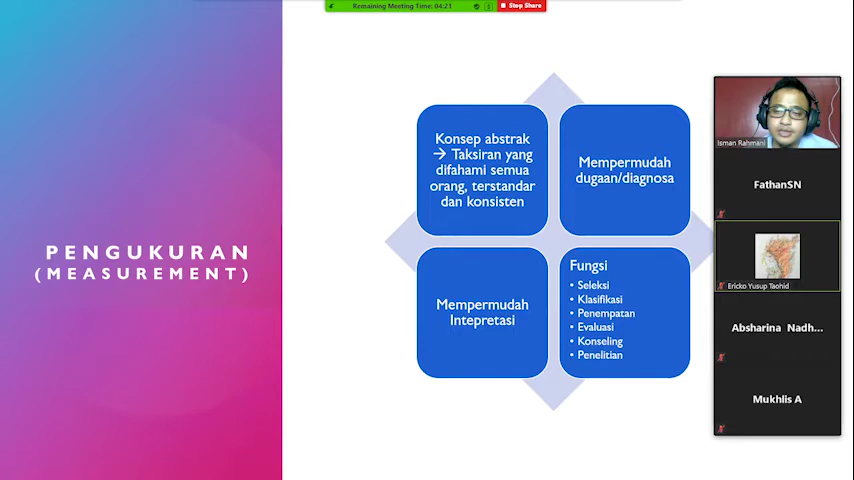 Remaining Meeting Time: 04:21
Stop Share
PENGUKURAN
(MEASUREMENT)
Konsep abstrak
→ Taksiran yang
difahami semua
orang, terstandar
dan konsisten
Mempermudah
dugaan/diagnosa
Mempermudah
Intepretasi
Fungsi
• Seleksi
• Klasifikasi
• Penempatan
• Evaluasi
• Konseling
• Penelitian
Isman Rahmani
FathanSN
Ericko Yusup Taohid
Absharina Nadh...
Mukhlis A